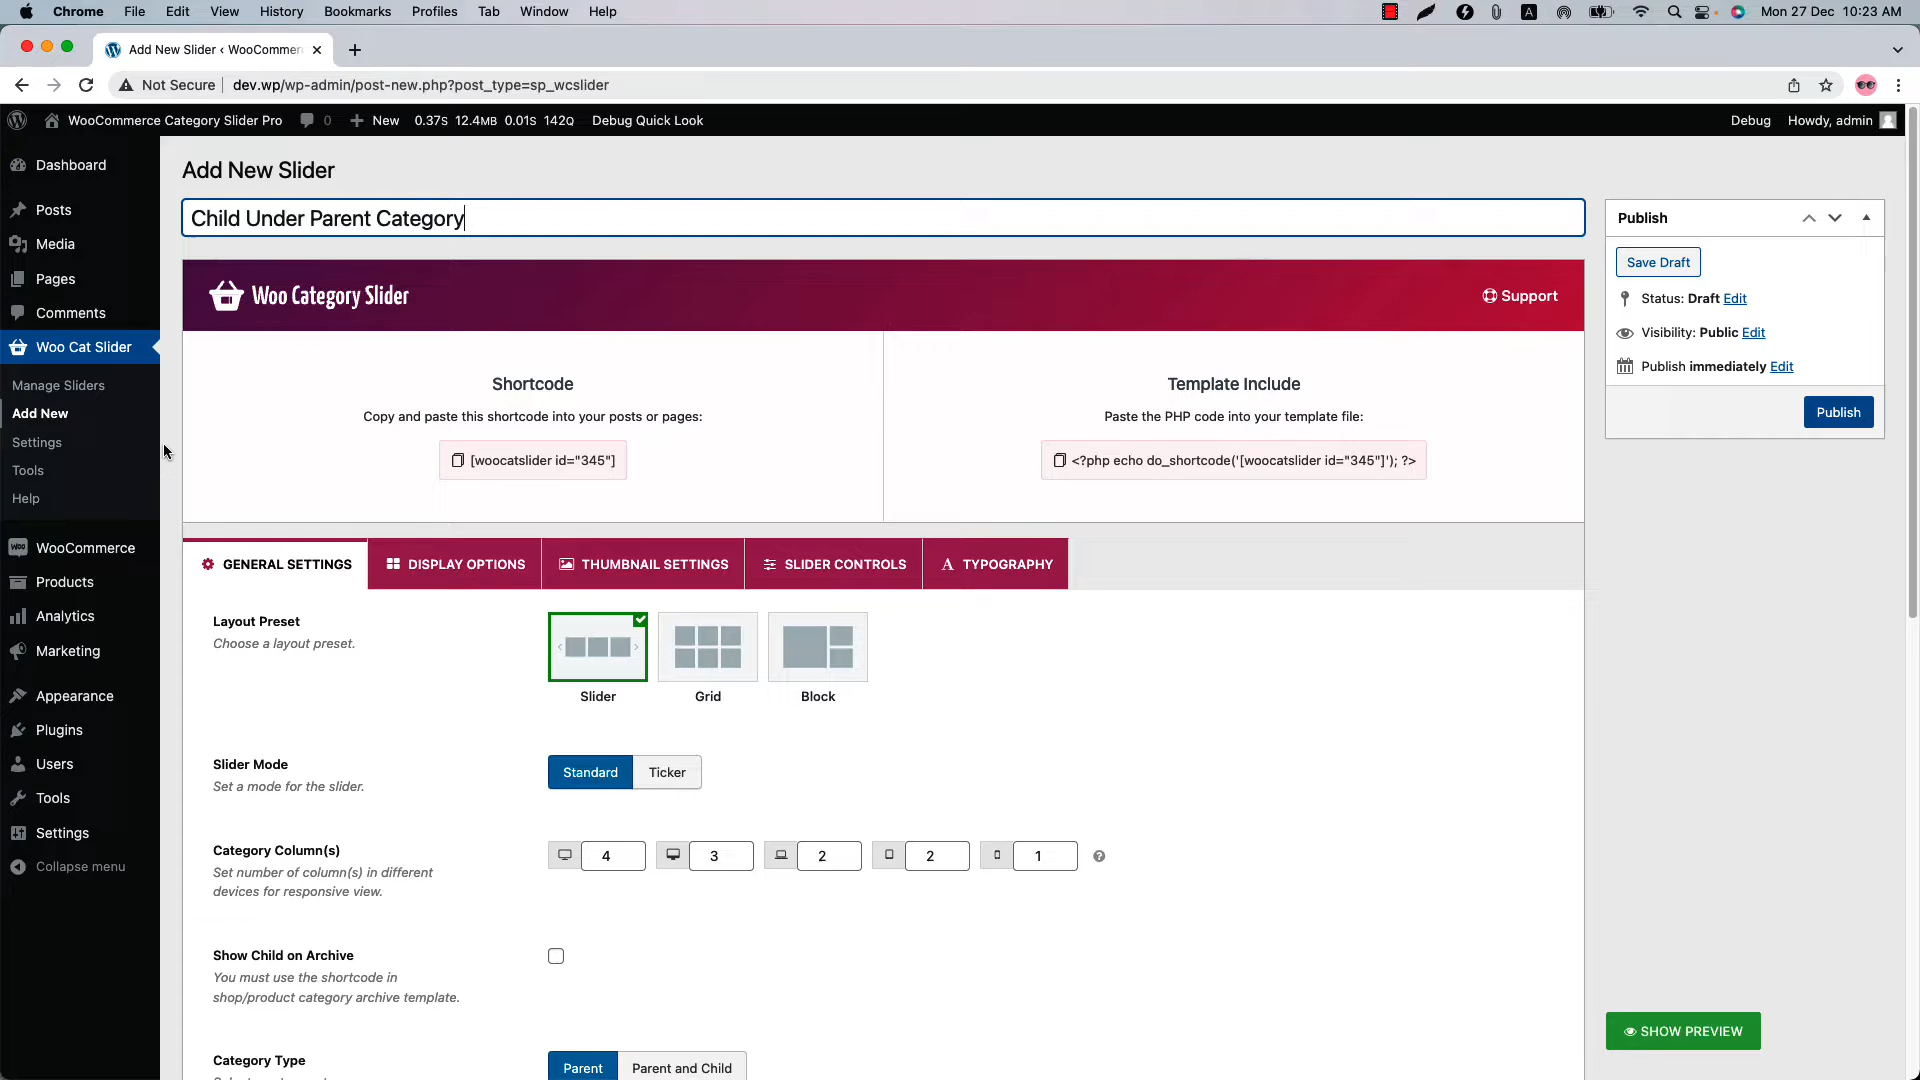 Chrome File Edit View History Bookmarks Profiles Tab Window Help A Mon 27 Dec 10:23 AM
Add New Slider ‹ WooCommer
Not Secure dev.wp/wp-admin/post-new.php?post_type=sp_wcslider
WooCommerce Category Slider Pro 0 New 0.37S 12.4MB 0.01S 142Q Debug Quick Look Debug Howdy, admin
Dashboard
Posts
Media
Pages
Comments
Woo Cat Slider
Manage Sliders
Add New
Settings
Tools
Help
WooCommerce
Products
Analytics
Marketing
Appearance
Plugins
Users
Tools
Settings
Collapse menu
Add New Slider
Child Under Parent Category
Woo Category Slider
Support
Shortcode
Copy and paste this shortcode into your posts or pages:
[woocatslider id="345"]
Template Include
Paste the PHP code into your template file:
<?php echo do_shortcode('[woocatslider id="345"]'); ?>
GENERAL SETTINGS DISPLAY OPTIONS THUMBNAIL SETTINGS SLIDER CONTROLS TYPOGRAPHY
Layout Preset
Choose a layout preset.
Slider Grid Block
Slider Mode
Set a mode for the slider.
Standard Ticker
Category Column(s)
Set number of column(s) in different
devices for responsive view.
4 3 2 2 1
Show Child on Archive
You must use the shortcode in
shop/product category archive template.
Category Type
Parent Parent and Child
Publish
Save Draft
Status: Draft Edit
Visibility: Public Edit
Publish immediately Edit
Publish
SHOW PREVIEW